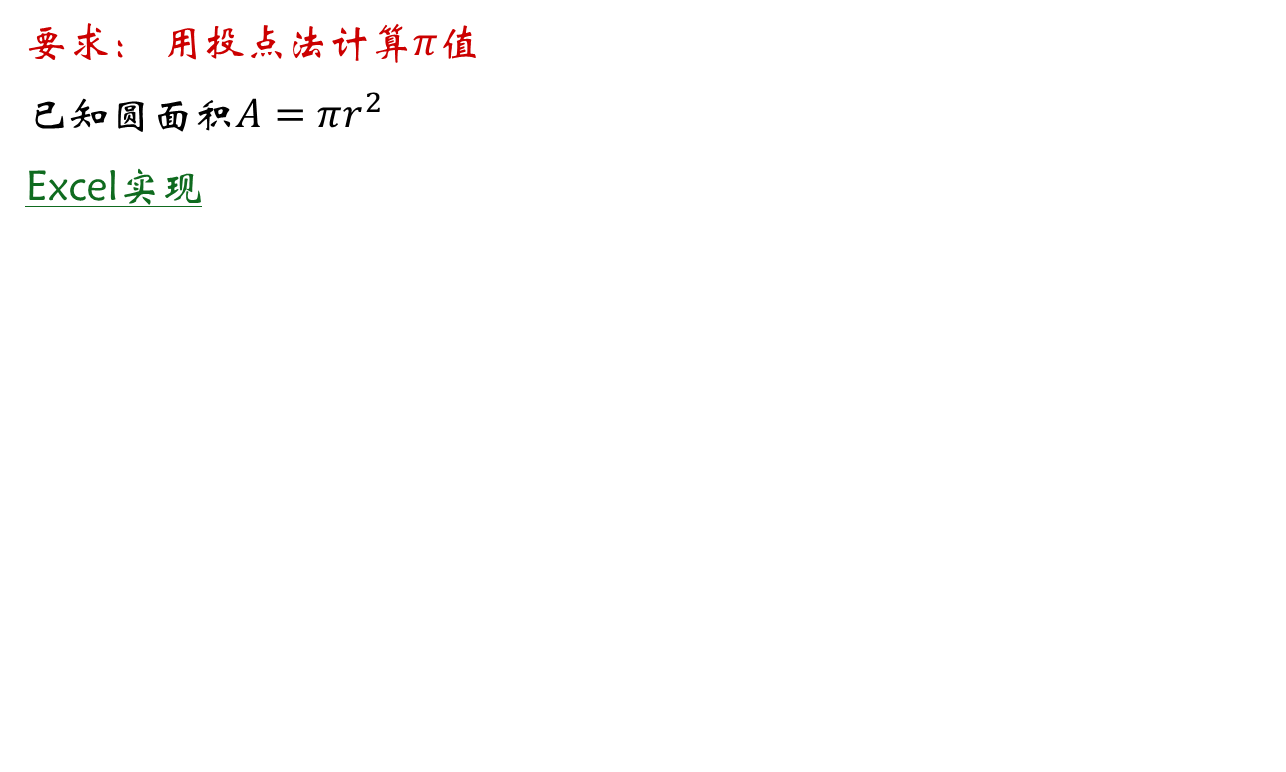 要求： 用投点法计算π值
已知圆面积A = πr²
Excel实现